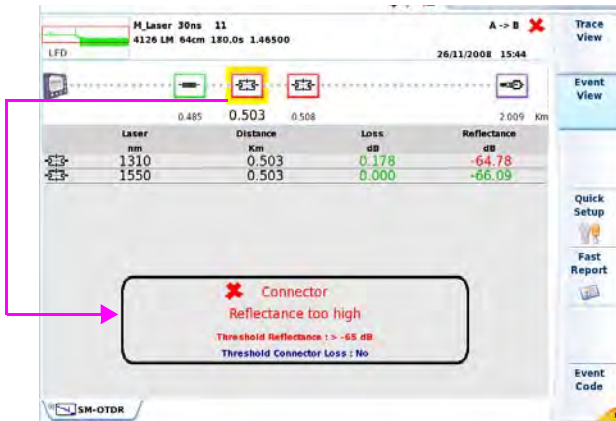 M_Laser 30ns 11 A -> B
4126 LM 64cm 180.0s 1.46500
LFD 26/11/2008 15:44
0.485 0.503 0.508 2.009 Km
Laser Distance Loss Reflectance
nm Km dB dB
1310 0.503 0.178 -64.78
1550 0.503 0.000 -66.09
Connector
Reflectance too high
Threshold Reflectance : > -65 dB
Threshold Connector Loss : No
SM-OTDR
Trace
View
Event
View
Quick
Setup
Fast
Report
Event
Code